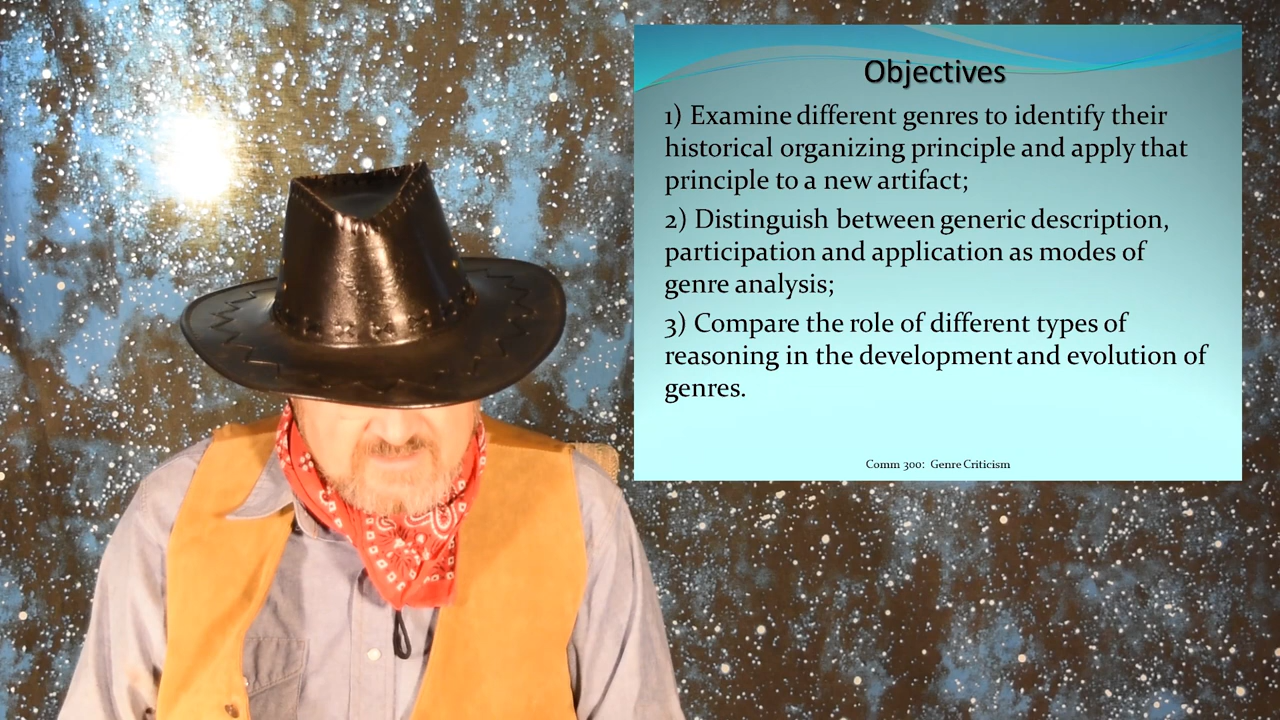 Objectives
1) Examine different genres to identify their
historical organizing principle and apply that
principle to a new artifact;
2) Distinguish between generic description,
participation and application as modes of
genre analysis;
3) Compare the role of different types of
reasoning in the development and evolution of
genres.
Comm 300: Genre Criticism